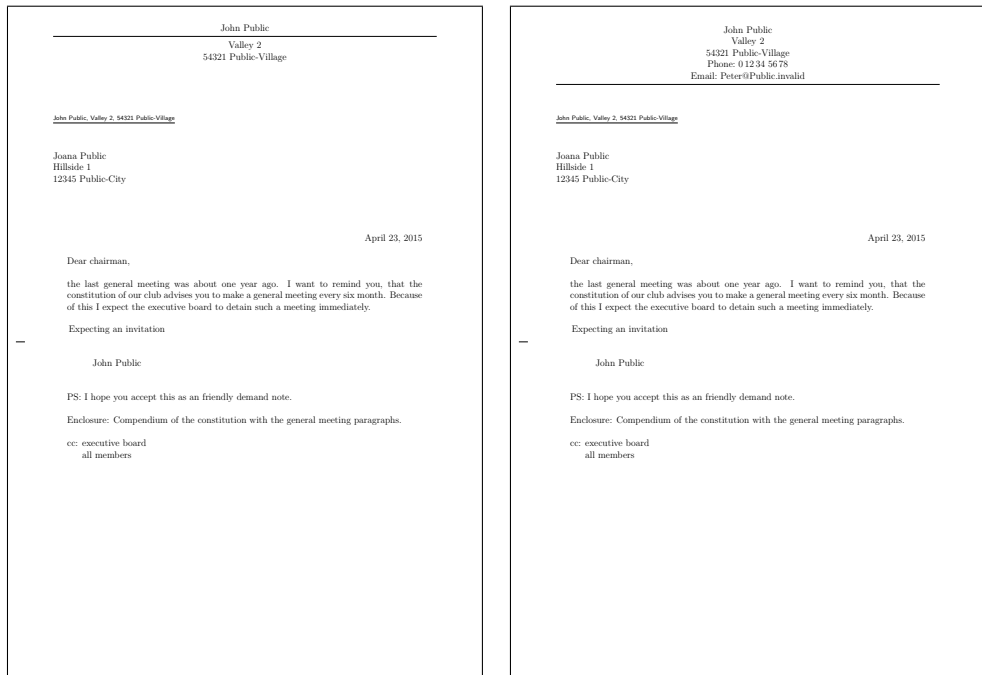 John Public
Valley 2
54321 Public-Village
John Public, Valley 2, 54321 Public-Village
Joana Public
Hillside 1
12345 Public-City
April 23, 2015
Dear chairman,
the last general meeting was about one year ago. I want to remind you, that the
constitution of our club advises you to make a general meeting every six month. Because
of this I expect the executive board to detain such a meeting immediately.
Expecting an invitation
John Public
PS: I hope you accept this as an friendly demand note.
Enclosure: Compendium of the constitution with the general meeting paragraphs.
cc: executive board
all members
John Public
Valley 2
54321 Public-Village
Phone: 0 12 34 56 78
Email: Peter@Public.invalid
John Public, Valley 2, 54321 Public-Village
Joana Public
Hillside 1
12345 Public-City
April 23, 2015
Dear chairman,
the last general meeting was about one year ago. I want to remind you, that the
constitution of our club advises you to make a general meeting every six month. Because
of this I expect the executive board to detain such a meeting immediately.
Expecting an invitation
John Public
PS: I hope you accept this as an friendly demand note.
Enclosure: Compendium of the constitution with the general meeting paragraphs.
cc: executive board
all members